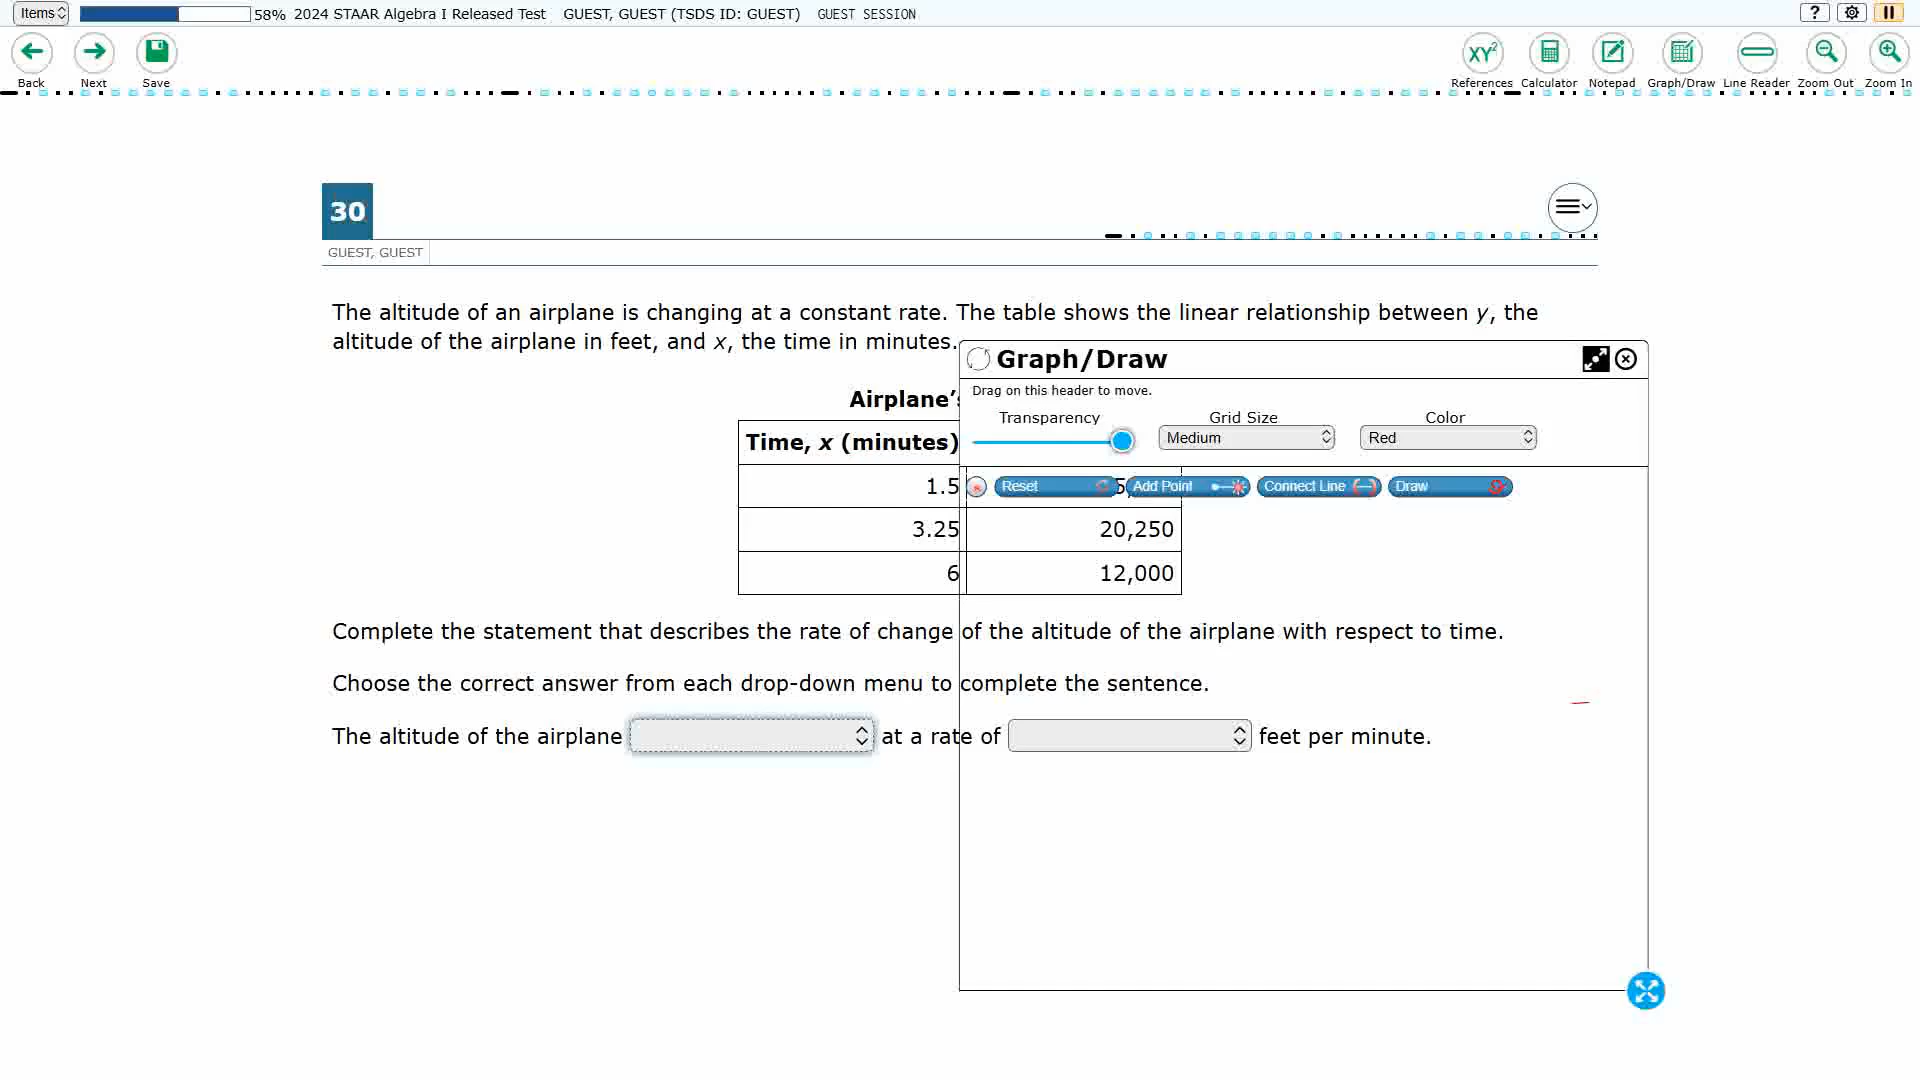 Items 58% 2024 STAAR Algebra I Released Test GUEST, GUEST (TSDS ID: GUEST) GUEST SESSION ?
Back Next Save XY² References Calculator Notepad Graph/Draw Line Reader Zoom Out Zoom In
30
GUEST, GUEST
The altitude of an airplane is changing at a constant rate. The table shows the linear relationship between y, the
altitude of the airplane in feet, and x, the time in minutes.
Graph/Draw
Drag on this header to move.
Transparency Grid Size Color
Medium Red
Airplane's
Time, x (minutes)
Reset Add Point Connect Line Draw
1.5
3.25 20,250
6 12,000
Complete the statement that describes the rate of change of the altitude of the airplane with respect to time.
Choose the correct answer from each drop-down menu to complete the sentence.
The altitude of the airplane at a rate of feet per minute.